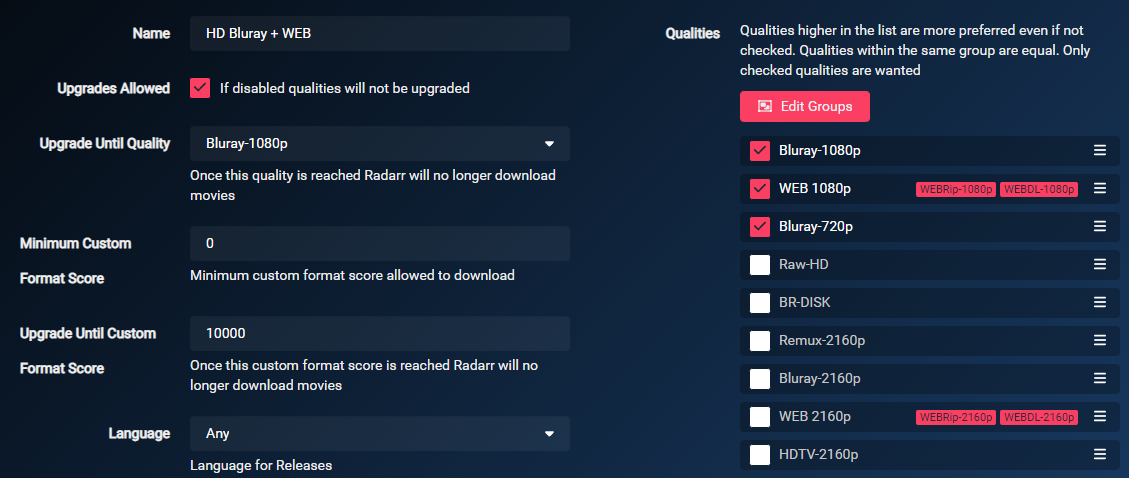 Name
HD Bluray + WEB
Upgrades Allowed
If disabled qualities will not be upgraded
Upgrade Until Quality
Bluray-1080p
Once this quality is reached Radarr will no longer download
movies
Minimum Custom
Format Score
0
Minimum custom format score allowed to download
Upgrade Until Custom
Format Score
10000
Once this custom format score is reached Radarr will no
longer download movies
Language
Any
Language for Releases
Qualities
Qualities higher in the list are more preferred even if not
checked. Qualities within the same group are equal. Only
checked qualities are wanted
Edit Groups
Bluray-1080p
WEB 1080p WEBRip-1080p WEBDL-1080p
Bluray-720p
Raw-HD
BR-DISK
Remux-2160p
Bluray-2160p
WEB 2160p WEBRip-2160p WEBDL-2160p
HDTV-2160p